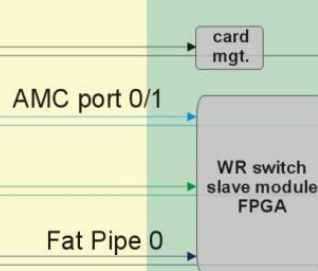 card
mgt.
AMC port 0/1
WR switch
slave module
FPGA
Fat Pipe 0